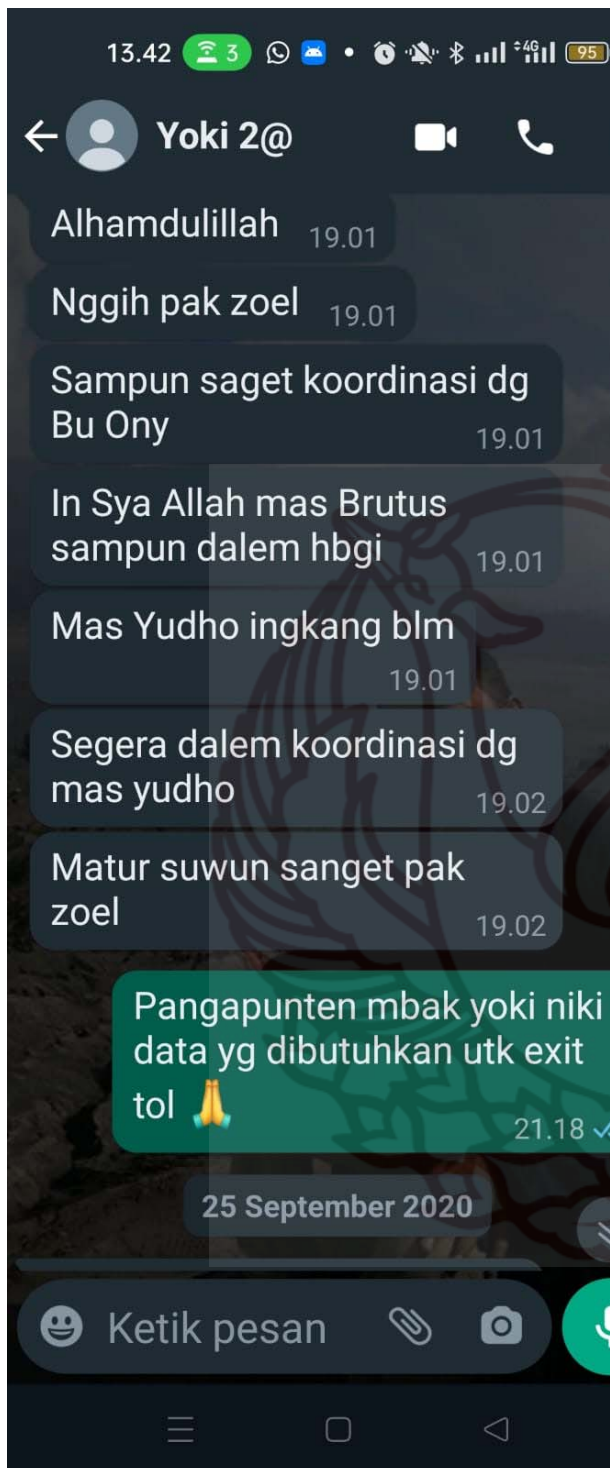 13.42 3 4G 95
Yoki 2@
Alhamdulillah 19.01
Nggih pak zoel 19.01
Sampun saget koordinasi dg
Bu Ony 19.01
In Sya Allah mas Brutus
sampun dalem hbgi 19.01
Mas Yudho ingkang blm
19.01
Segera dalem koordinasi dg
mas yudho 19.02
Matur suwun sanget pak
zoel 19.02
Pangapunten mbak yoki niki
data yg dibutuhkan utk exit
tol 🙏 21.18
25 September 2020
Ketik pesan